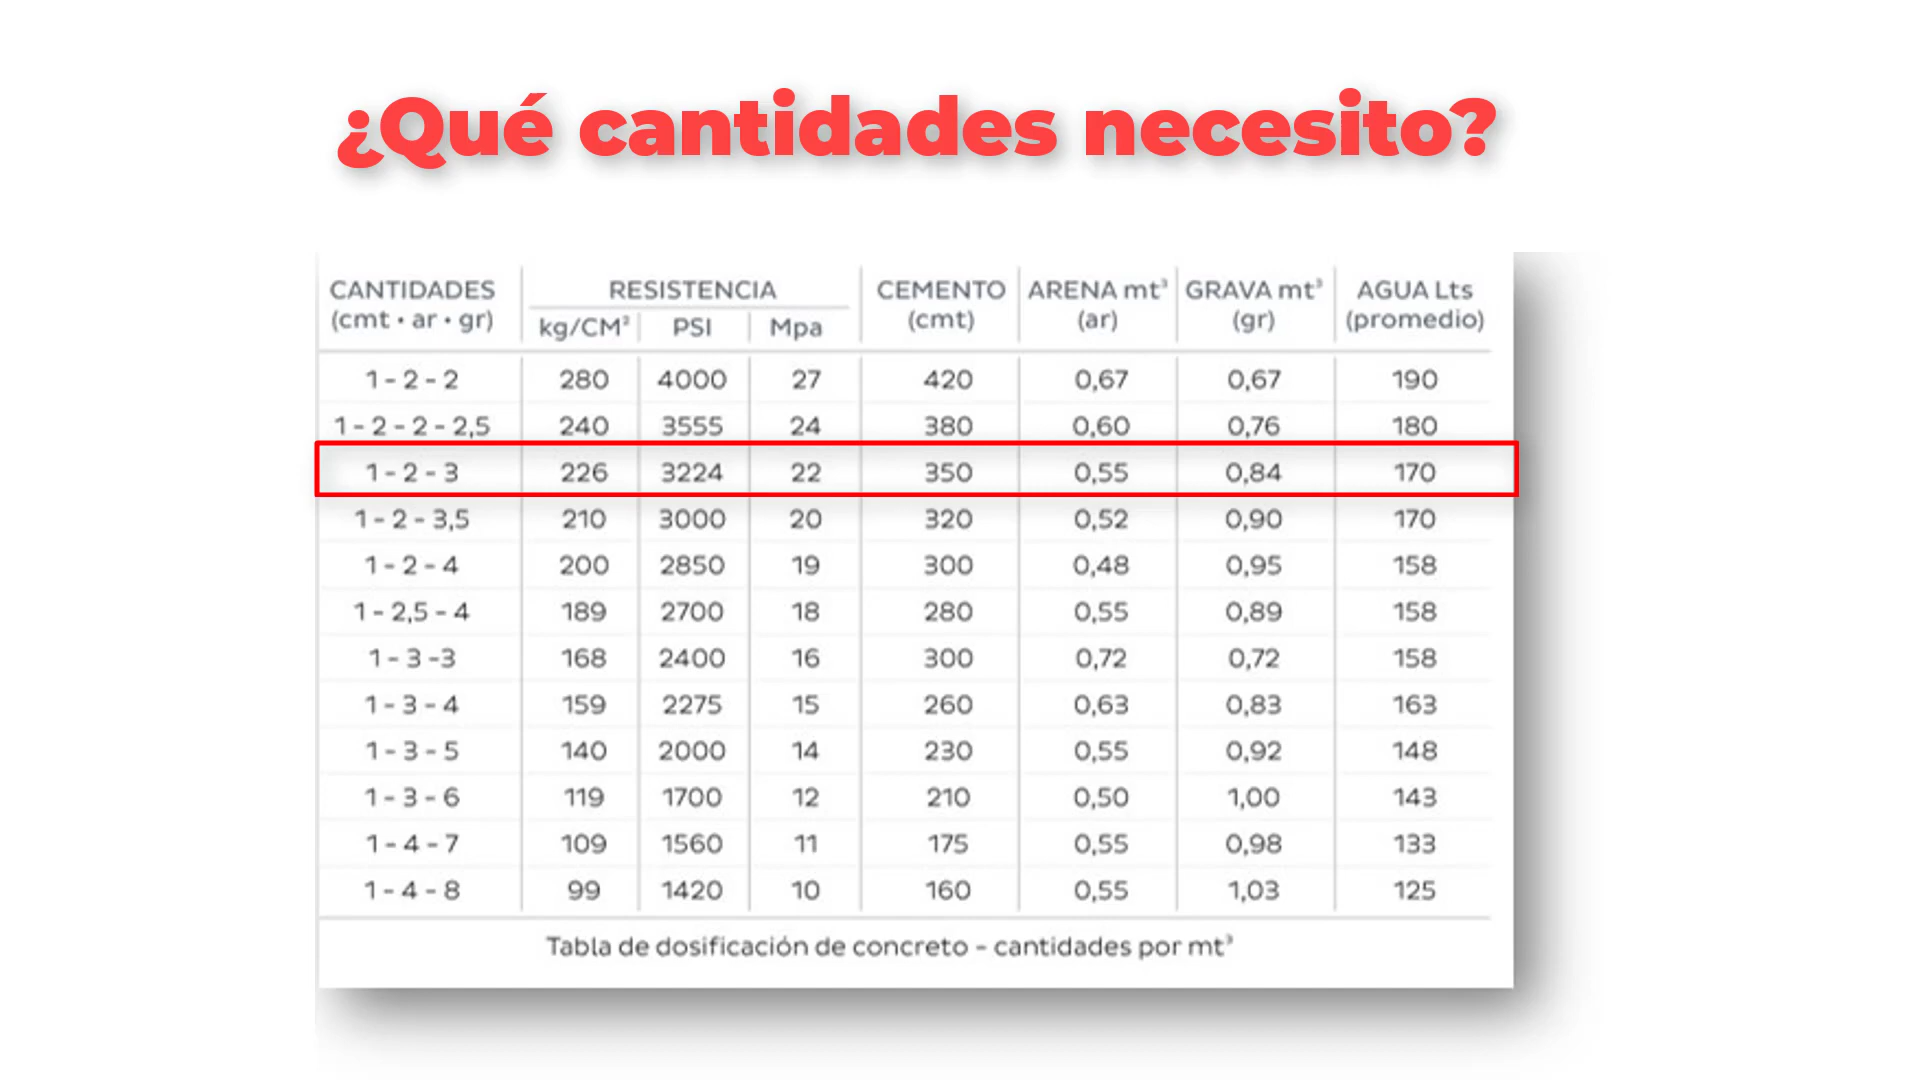 ¿Qué cantidades necesito?
CANTIDADES RESISTENCIA CEMENTO ARENA mt³ GRAVA mt³ AGUA Lts
(cmt • ar • gr) kg/CM² PSI Mpa (cmt) (ar) (gr) (promedio)
1 - 2 - 2 280 4000 27 420 0,67 0,67 190
1 - 2 - 2 - 2,5 240 3555 24 380 0,60 0,76 180
1 - 2 - 3 226 3224 22 350 0,55 0,84 170
1 - 2 - 3,5 210 3000 20 320 0,52 0,90 170
1 - 2 - 4 200 2850 19 300 0,48 0,95 158
1 - 2,5 - 4 189 2700 18 280 0,55 0,89 158
1 - 3 -3 168 2400 16 300 0,72 0,72 158
1 - 3 - 4 159 2275 15 260 0,63 0,83 163
1 - 3 - 5 140 2000 14 230 0,55 0,92 148
1 - 3 - 6 119 1700 12 210 0,50 1,00 143
1 - 4 - 7 109 1560 11 175 0,55 0,98 133
1 - 4 - 8 99 1420 10 160 0,55 1,03 125
Tabla de dosificación de concreto - cantidades por mt³